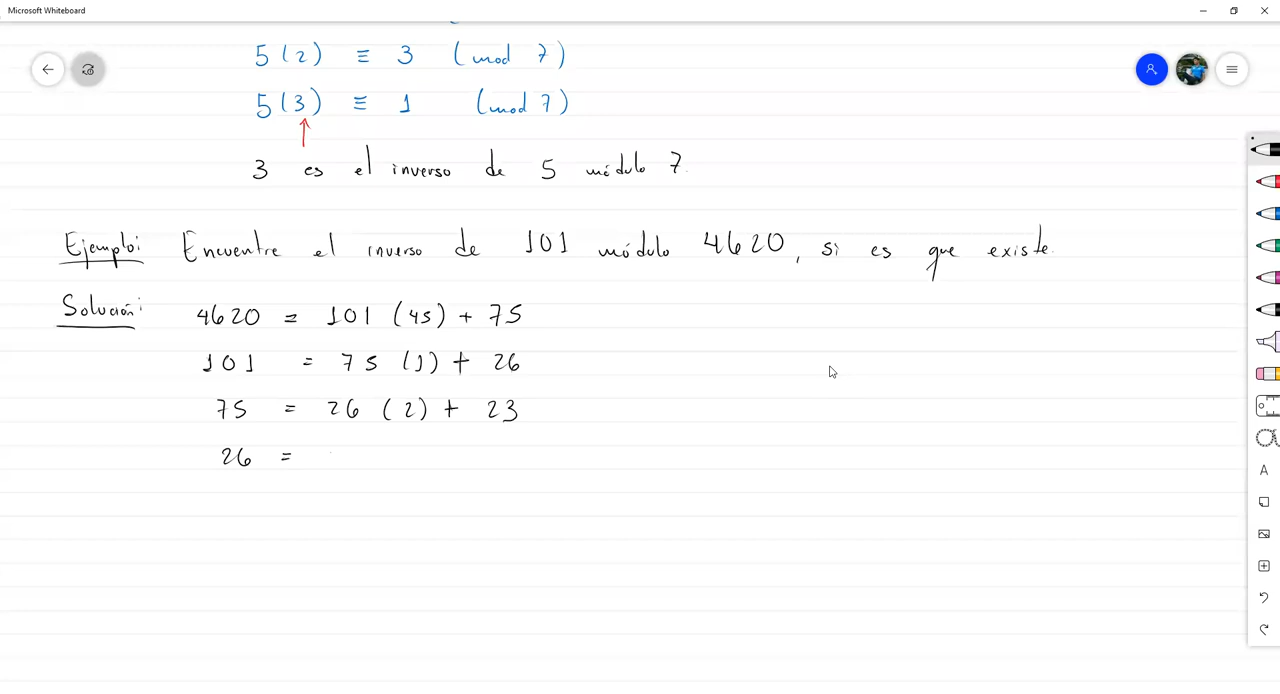 Microsoft Whiteboard
5 (2) ≡ 3 (mod 7)
5 (3) ≡ 1 (mod 7)
3 es el inverso de 5 módulo 7.
Ejemplo: Encuentre el inverso de 101 módulo 4620, si es que existe.
Solución: 4620 = 101 (45) + 75
101 = 75 (1) + 26
75 = 26 (2) + 23
26 =
A